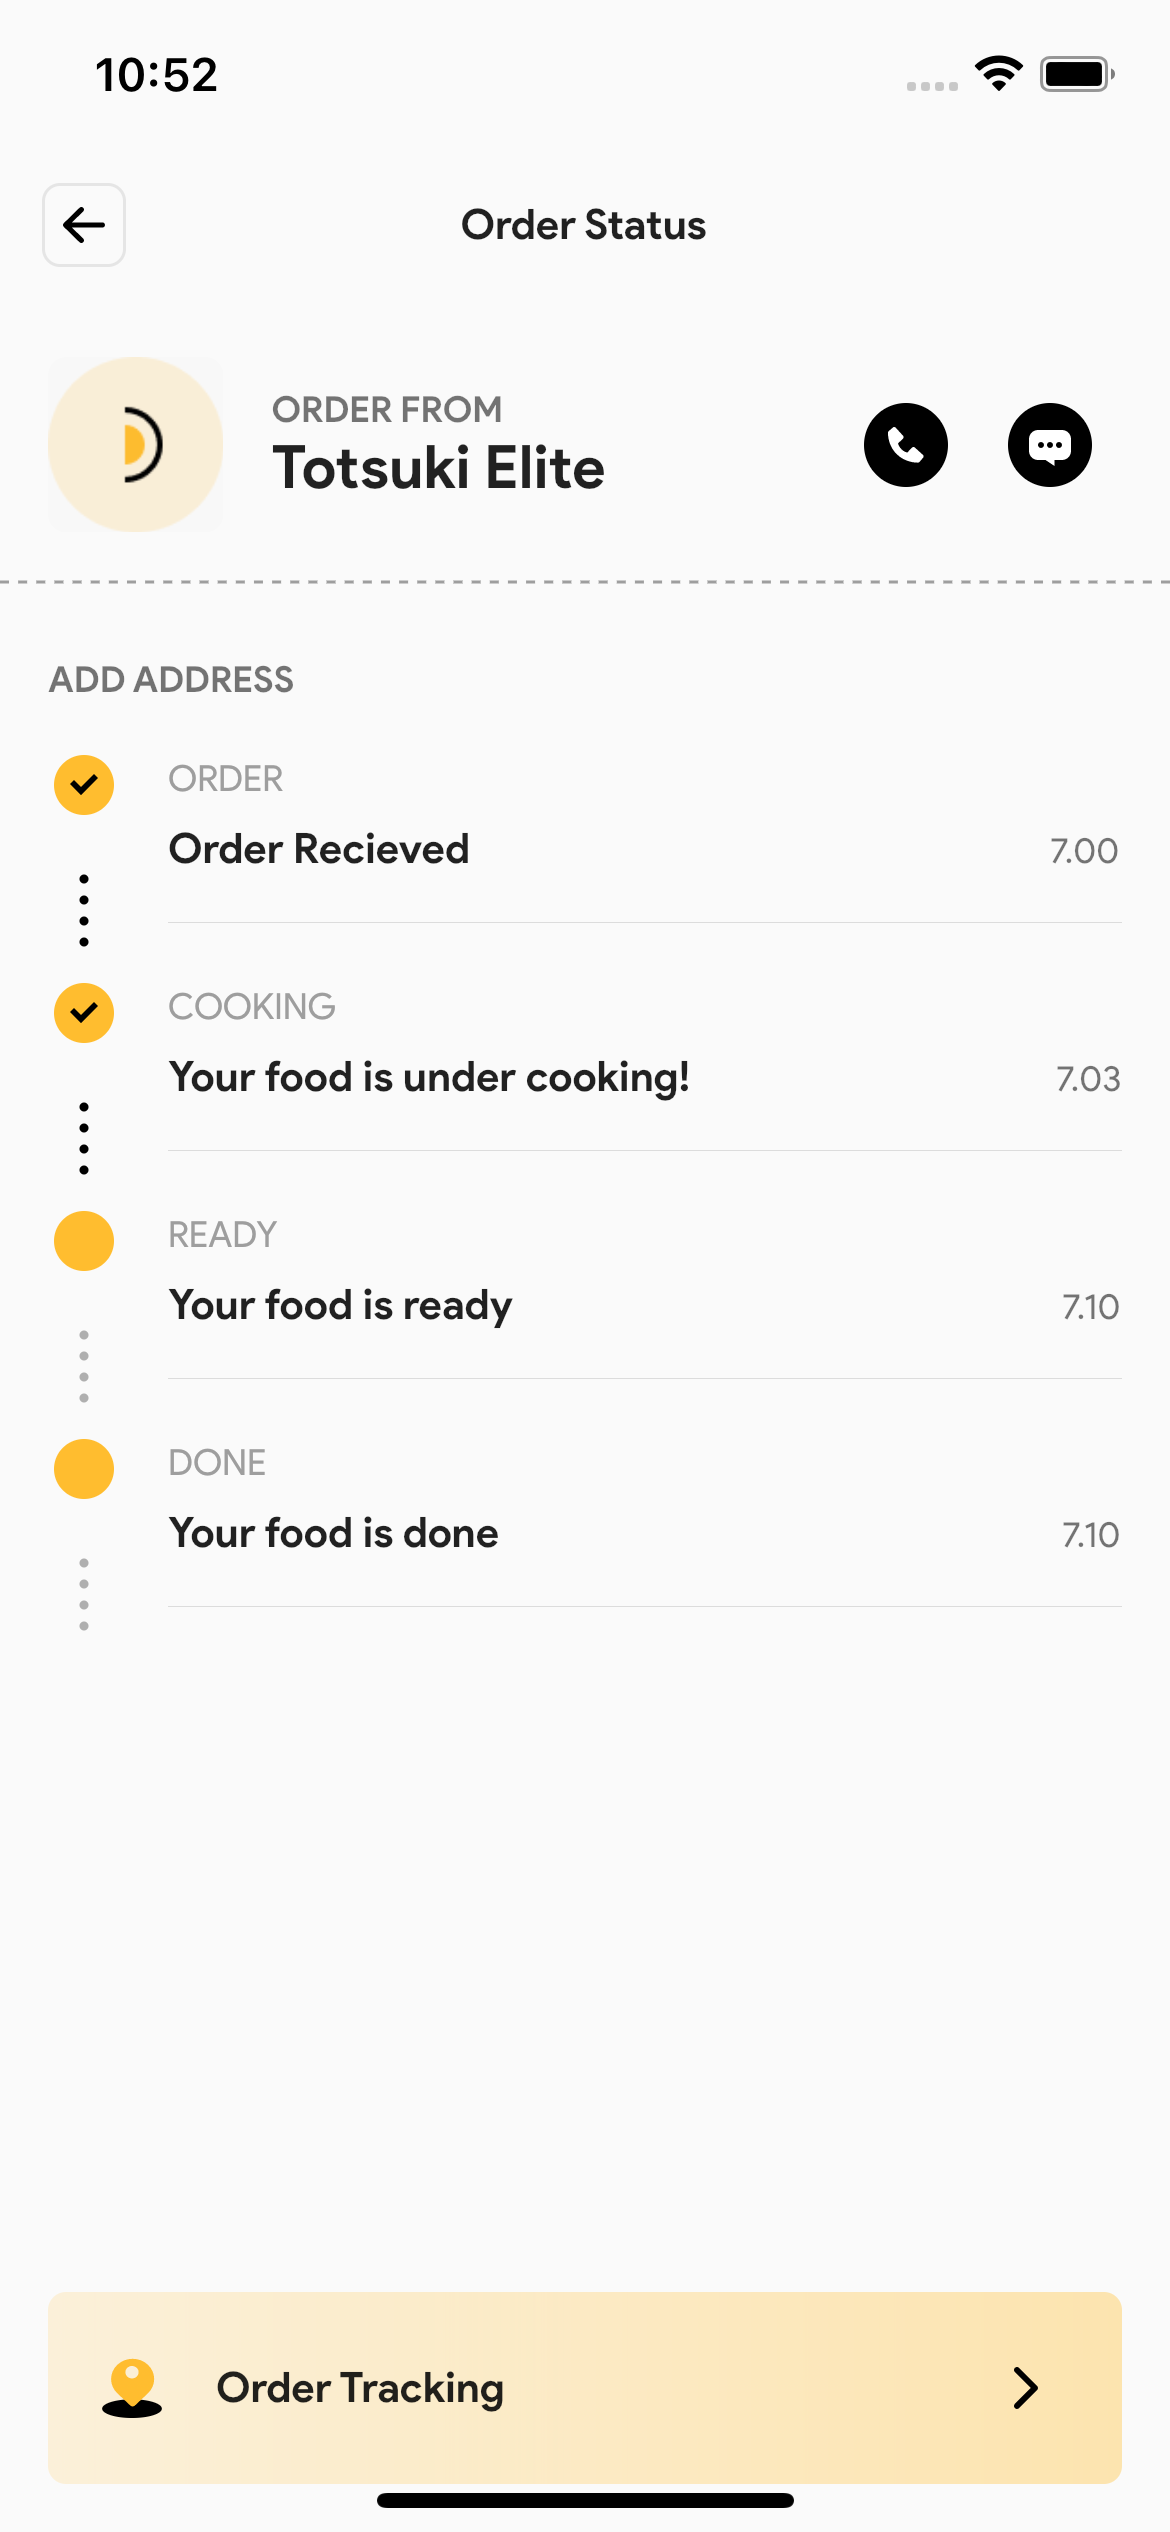 10:52
Order Status
ORDER FROM
Totsuki Elite
ADD ADDRESS
ORDER
Order Recieved
7.00
COOKING
Your food is under cooking!
7.03
READY
Your food is ready
7.10
DONE
Your food is done
7.10
Order Tracking